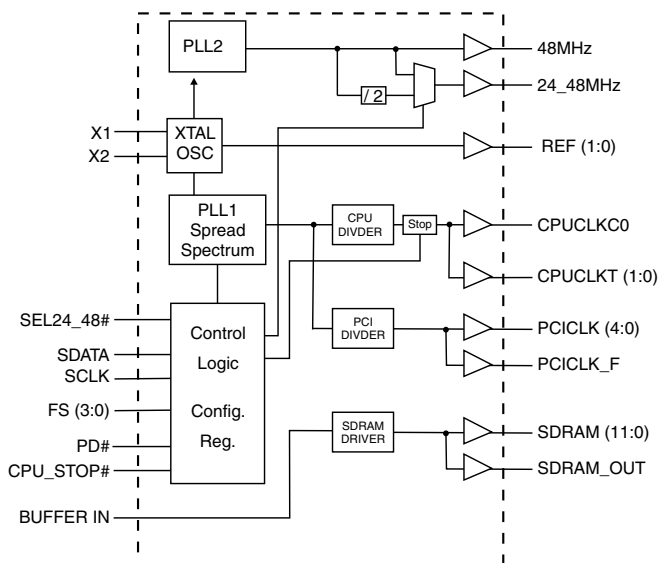 PLL2
48MHz
24_48MHz
/ 2
X1
X2
XTAL
OSC
REF (1:0)
PLL1
Spread
Spectrum
CPU
DIVDER
Stop
CPUCLKC0
CPUCLKT (1:0)
SEL24_48#
SDATA
SCLK
FS (3:0)
PD#
CPU_STOP#
Control
Logic
Config.
Reg.
PCI
DIVDER
PCICLK (4:0)
PCICLK_F
SDRAM
DRIVER
SDRAM (11:0)
SDRAM_OUT
BUFFER IN